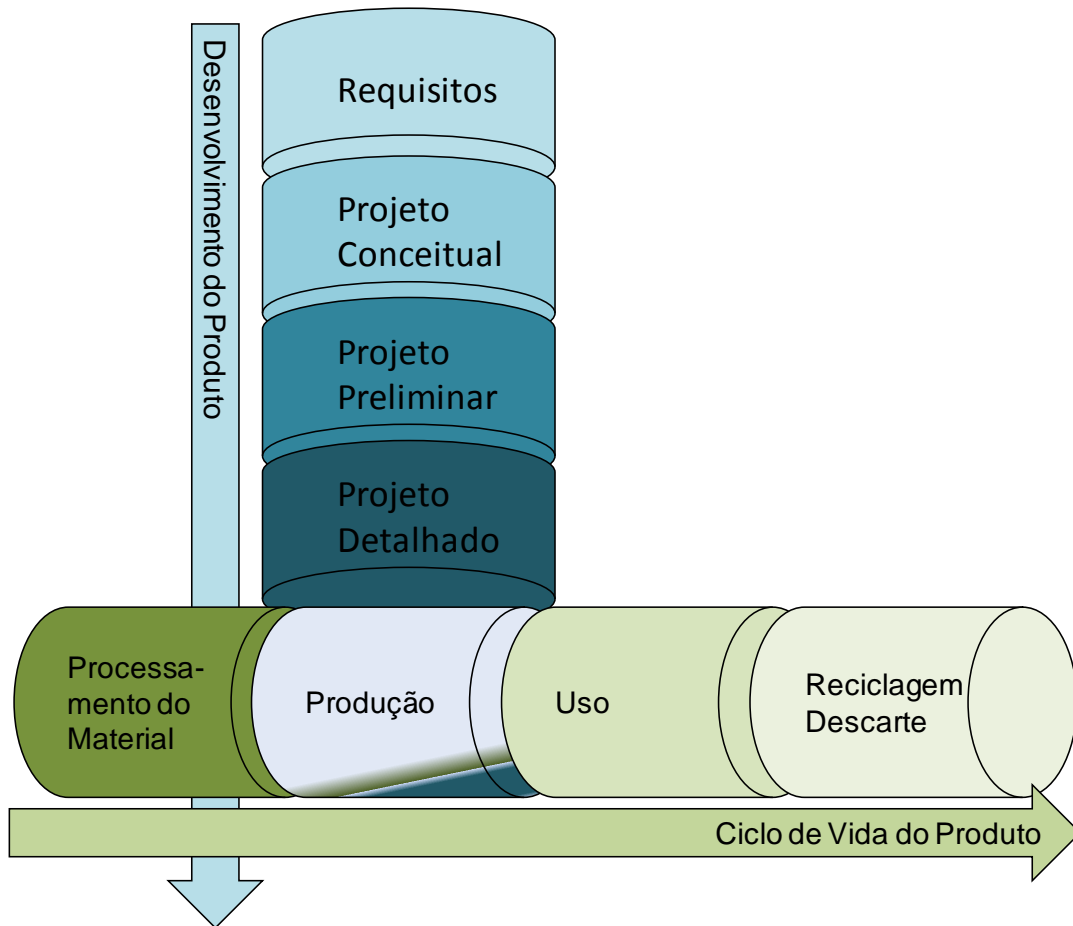 Desenvolvimento do Produto
Requisitos
Projeto
Conceitual
Projeto
Preliminar
Projeto
Detalhado
Processa-
mento do
Material
Produção
Uso
Reciclagem
Descarte
Ciclo de Vida do Produto